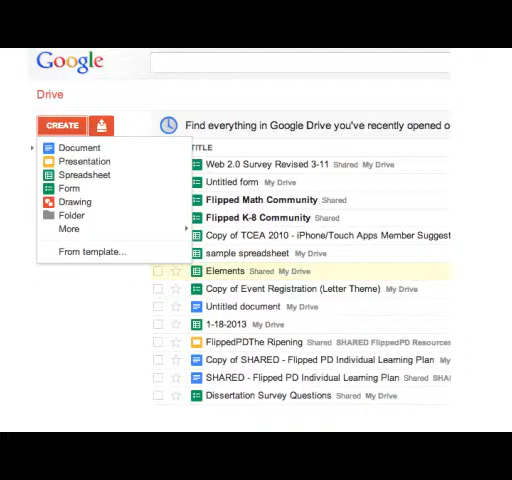 Google
Drive
CREATE
Find everything in Google Drive you've recently opened o
Document
Presentation
Spreadsheet
Form
Drawing
Folder
More
From template...
TITLE
Web 2.0 Survey Revised 3-11 Shared My Drive
Untitled form My Drive
Flipped Math Community Shared
Flipped K-8 Community Shared
Copy of TCEA 2010 - iPhone/Touch Apps Member Suggest
sample spreadsheet My Drive
Elements Shared My Drive
Copy of Event Registration (Letter Theme) My Drive
Untitled document My Drive
1-18-2013 My Drive
FlippedPDThe Ripening Shared SHARED FlippedPD Resources
Copy of SHARED - Flipped PD Individual Learning Plan My
SHARED - Flipped PD Individual Learning Plan Shared SHAR
Dissertation Survey Questions Shared My Drive